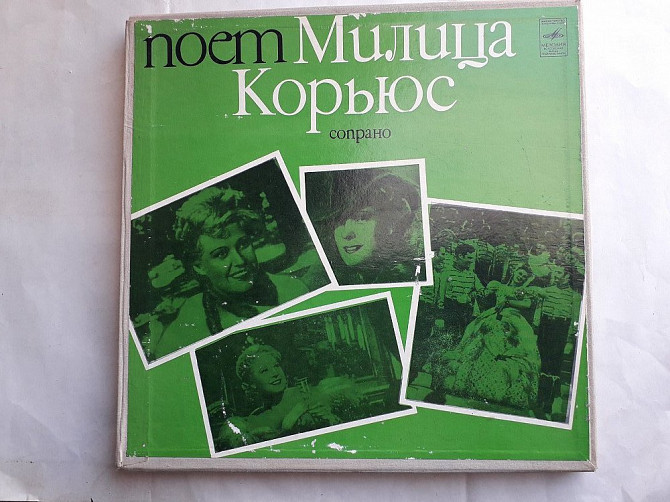 поет Милица
Корьюс
сопрано